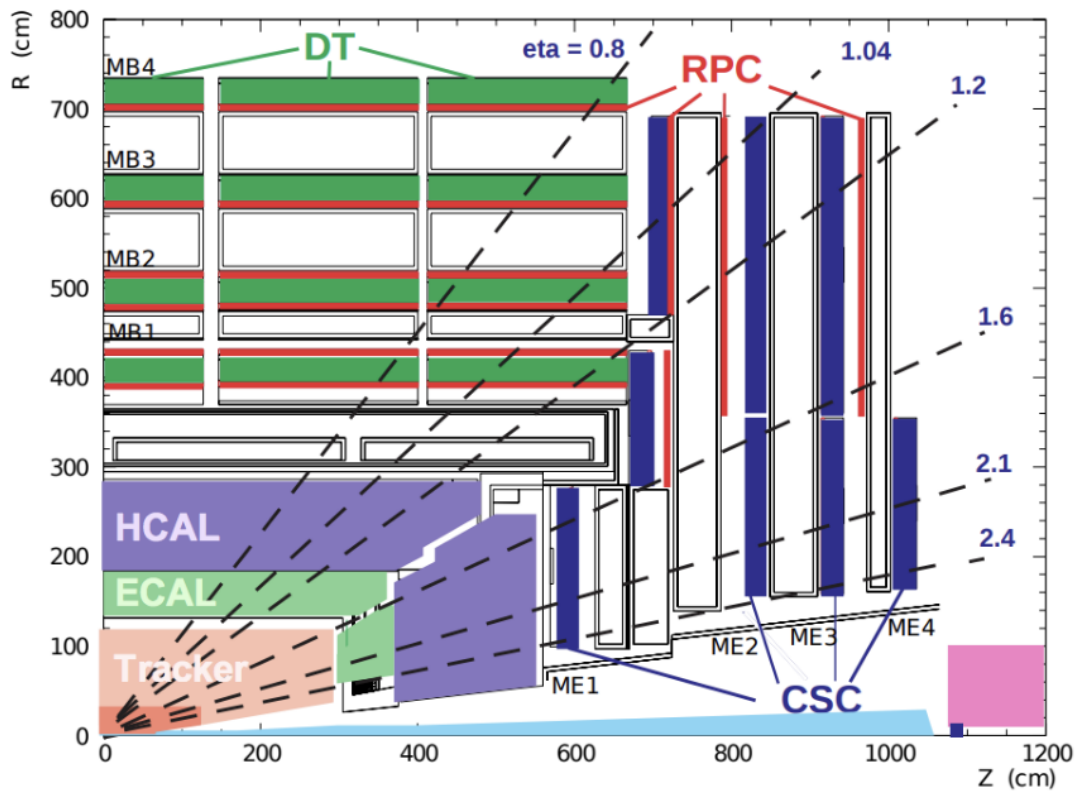 R (cm)
800
700
600
500
400
300
200
100
0
DT
eta = 0.8
1.04
RPC
1.2
MB4
MB3
MB2
MB1
1.6
HCAL
2.1
2.4
ECAL
Tracker
ME1
ME2
ME3
ME4
CSC
0
200
400
600
800
1000
1200
Z (cm)